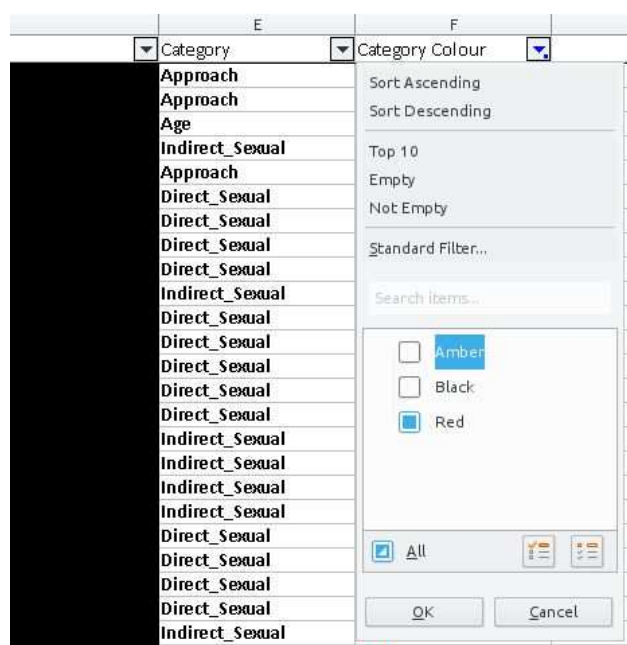 E F
Category Category Colour
Approach
Approach
Age
Indirect_Sexual
Approach
Direct_Sexual
Direct_Sexual
Direct_Sexual
Direct_Sexual
Indirect_Sexual
Direct_Sexual
Direct_Sexual
Direct_Sexual
Direct_Sexual
Direct_Sexual
Indirect_Sexual
Indirect_Sexual
Indirect_Sexual
Indirect_Sexual
Direct_Sexual
Direct_Sexual
Direct_Sexual
Direct_Sexual
Indirect_Sexual
Sort Ascending
Sort Descending
Top 10
Empty
Not Empty
Standard Filter...
Search items...
Amber
Black
Red
All
OK Cancel